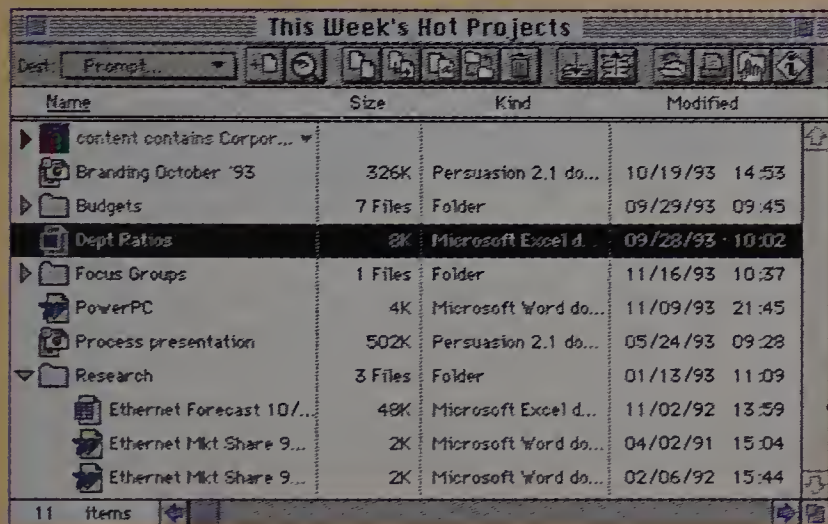 This Week's Hot Projects
Dest: Prompt...
Name Size Kind Modified
content contains Corpor...
Branding October '93 326K Persuasion 2.1 do... 10/19/93 14:53
Budgets 7 Files Folder 09/29/93 09:45
Dept Ratios 8K Microsoft Excel d... 09/28/93 10:02
Focus Groups 1 Files Folder 11/16/93 10:37
PowerPC 4K Microsoft Word do... 11/09/93 21:45
Process presentation 502K Persuasion 2.1 do... 05/24/93 09:28
Research 3 Files Folder 01/13/93 11:09
Ethernet Forecast 10/... 48K Microsoft Excel d... 11/02/92 13:59
Ethernet Mkt Share 9... 2K Microsoft Word do... 04/02/91 15:04
Ethernet Mkt Share 9... 2K Microsoft Word do... 02/06/92 15:44
11 items